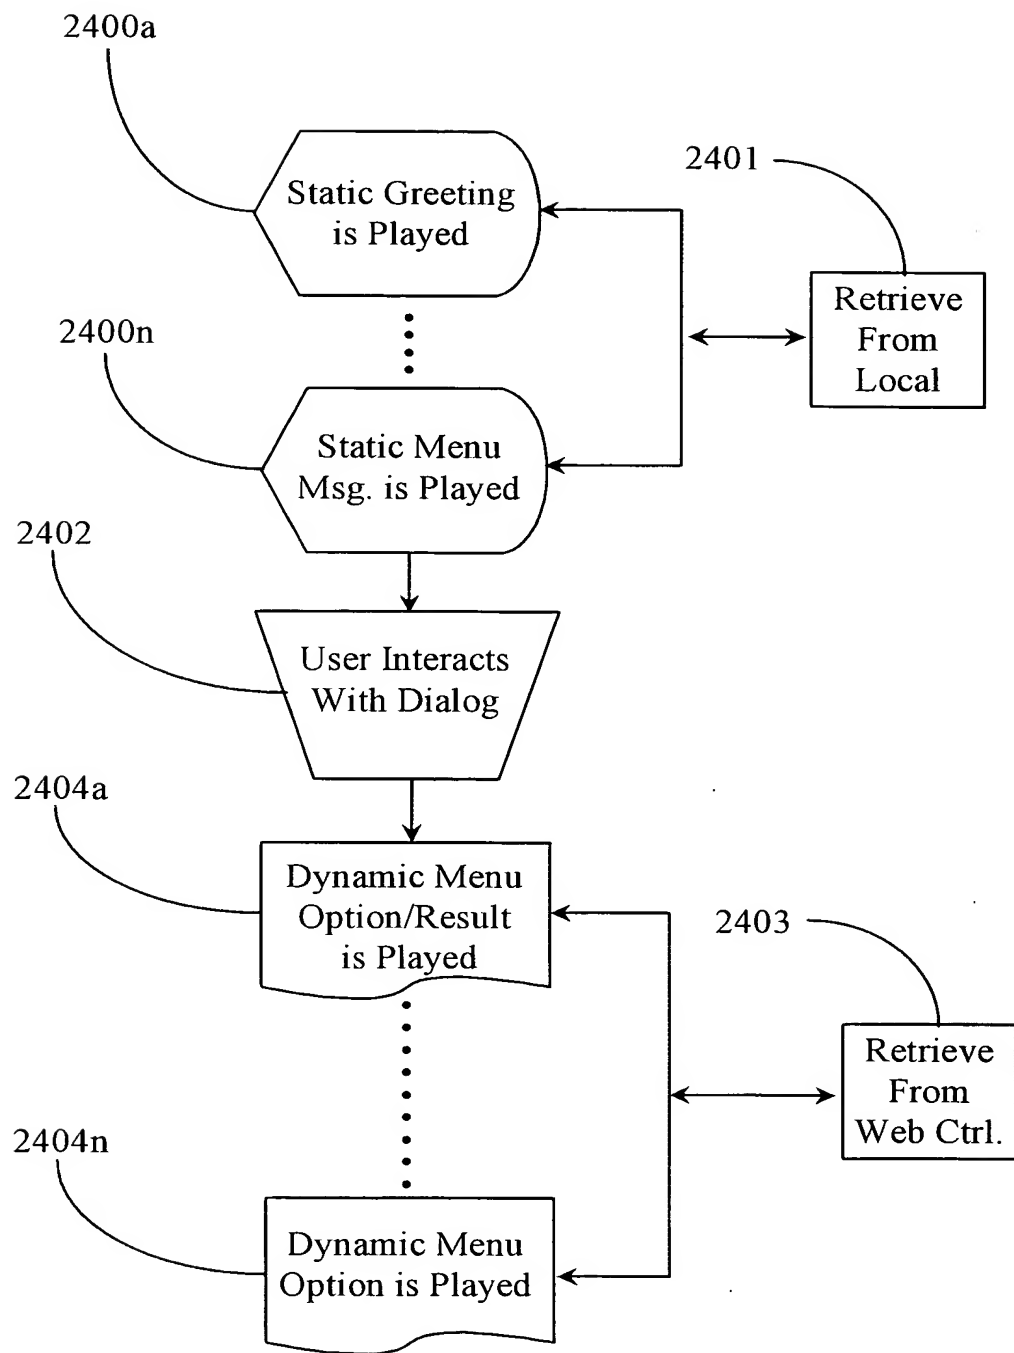 2400a
Static Greeting
is Played
2401
Retrieve
From
Local
2400n
Static Menu
Msg. is Played
2402
User Interacts
With Dialog
2404a
Dynamic Menu
Option/Result
is Played
2403
Retrieve
From
Web Ctrl.
2404n
Dynamic Menu
Option is Played